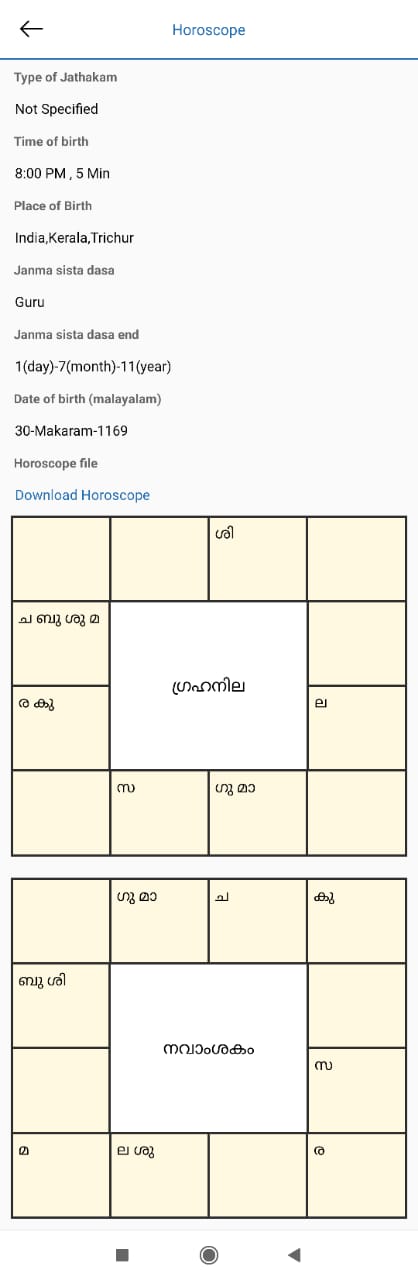 Horoscope
Type of Jathakam
Not Specified
Time of birth
8:00 PM , 5 Min
Place of Birth
India,Kerala,Trichur
Janma sista dasa
Guru
Janma sista dasa end
1(day)-7(month)-11(year)
Date of birth (malayalam)
30-Makaram-1169
Horoscope file
Download Horoscope
ശി
ച ബു ശു മ
ഗ്രഹനില
ര കു
ല
സ
ഗു മാ
ഗു മാ
ച
കു
ബു ശി
നവാംശകം
സ
മ
ല ശു
ര